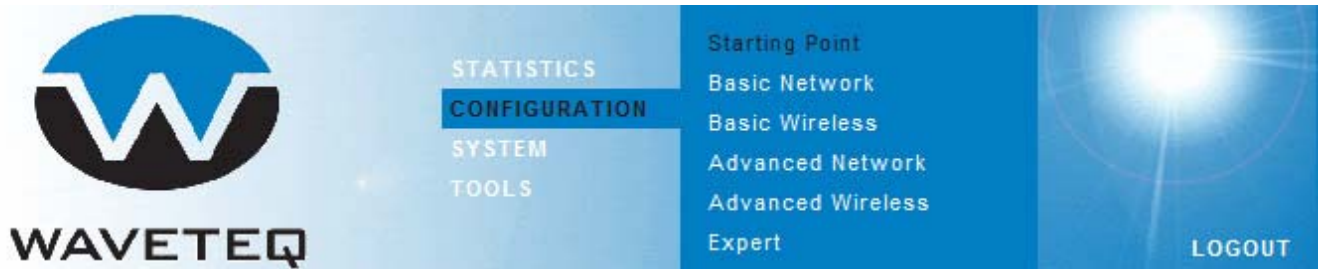 WAVETEQ
STATISTICS
CONFIGURATION
SYSTEM
TOOLS
Starting Point
Basic Network
Basic Wireless
Advanced Network
Advanced Wireless
Expert
LOGOUT